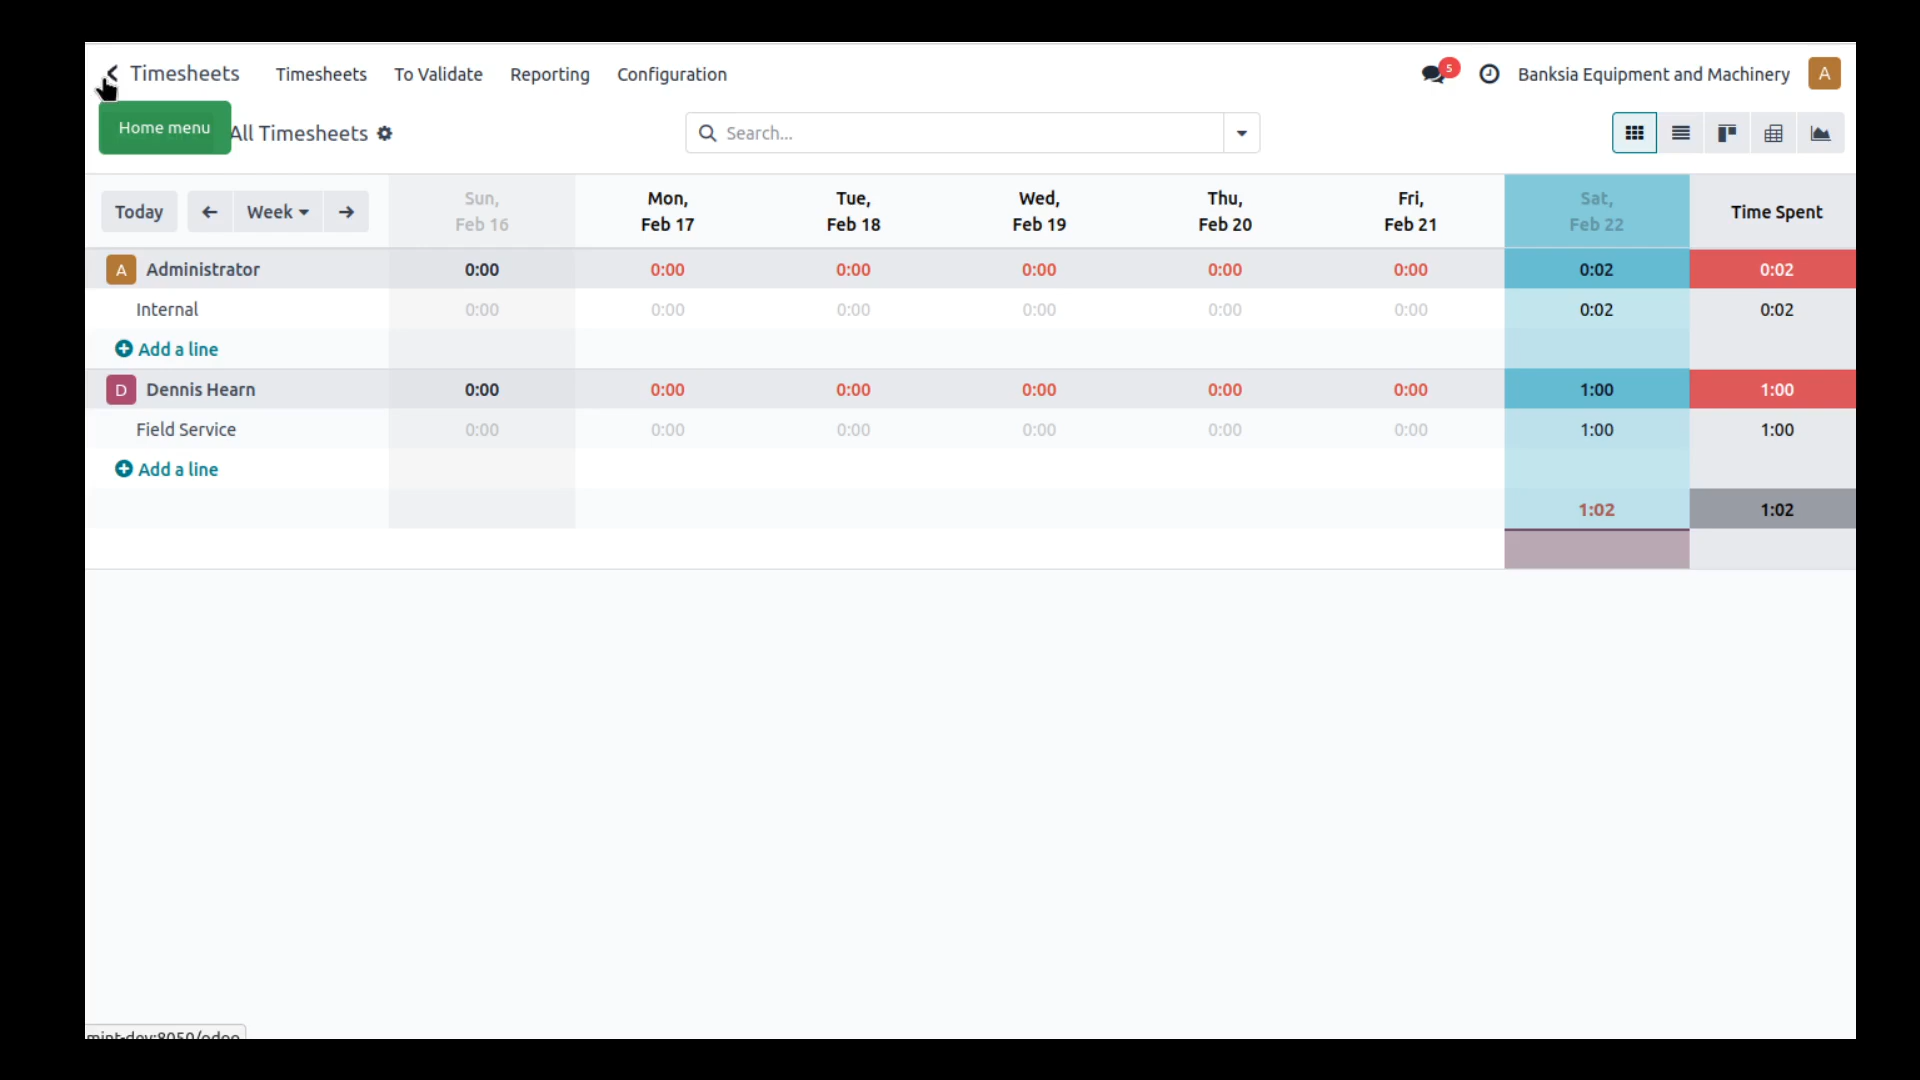 Timesheets Timesheets To Validate Reporting Configuration 5 Banksia Equipment and Machinery A
Home menu All Timesheets Search...
Today Week Sun, Feb 16 Mon, Feb 17 Tue, Feb 18 Wed, Feb 19 Thu, Feb 20 Fri, Feb 21 Sat, Feb 22 Time Spent
A Administrator 0:00 0:00 0:00 0:00 0:00 0:00 0:02 0:02
Internal 0:00 0:00 0:00 0:00 0:00 0:00 0:02 0:02
Add a line
D Dennis Hearn 0:00 0:00 0:00 0:00 0:00 0:00 1:00 1:00
Field Service 0:00 0:00 0:00 0:00 0:00 0:00 1:00 1:00
Add a line
1:02 1:02
mint-dev:8050/odoo